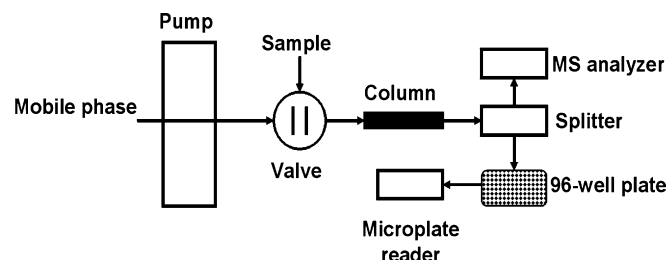 Pump
Sample
MS analyzer
Column
Mobile phase
Splitter
Valve
96-well plate
Microplate
reader